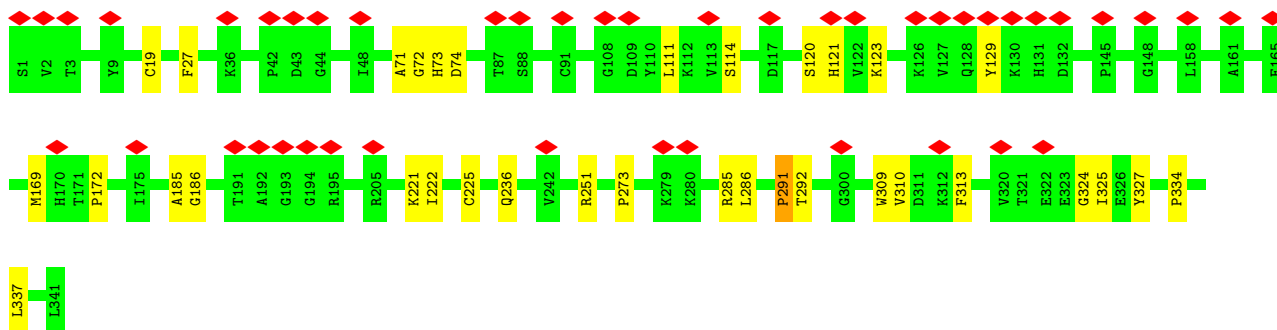 S1 V2 T3 Y9 C19 F27 K36 P42 D43 G44 I48 A71 G72 H73 D74 T87 S88 C91 G108 D109 Y110 L111 K112 V113 S114 D117 S120 H121 V122 K123 K126 V127 Q128 Y129 K130 H131 D132 P145 G148 L158 A161 E165
M169 H170 T171 P172 I175 A185 G186 T191 A192 G193 G194 R195 R205 K221 I222 C225 Q236 V242 R251 P273 K279 K280 R285 L286 P291 T292 G300 W309 V310 D311 K312 F313 V320 T321 E322 E323 G324 I325 E326 Y327 P334
L337 L341